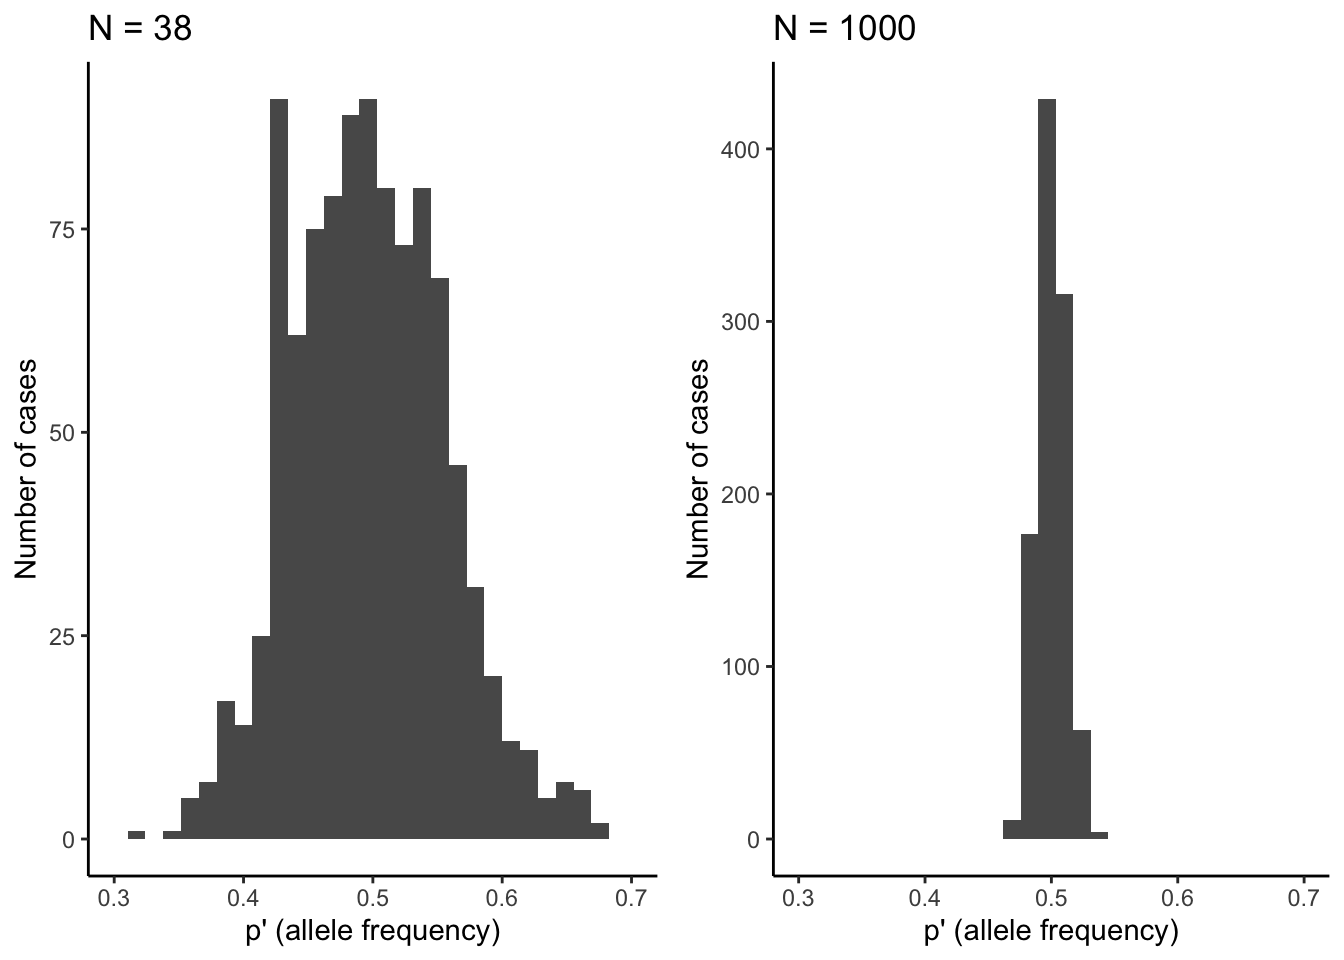 N = 38
Number of cases
75
50
25
0
0.3 0.4 0.5 0.6 0.7
p' (allele frequency)
N = 1000
Number of cases
400
300
200
100
0
0.3 0.4 0.5 0.6 0.7
p' (allele frequency)